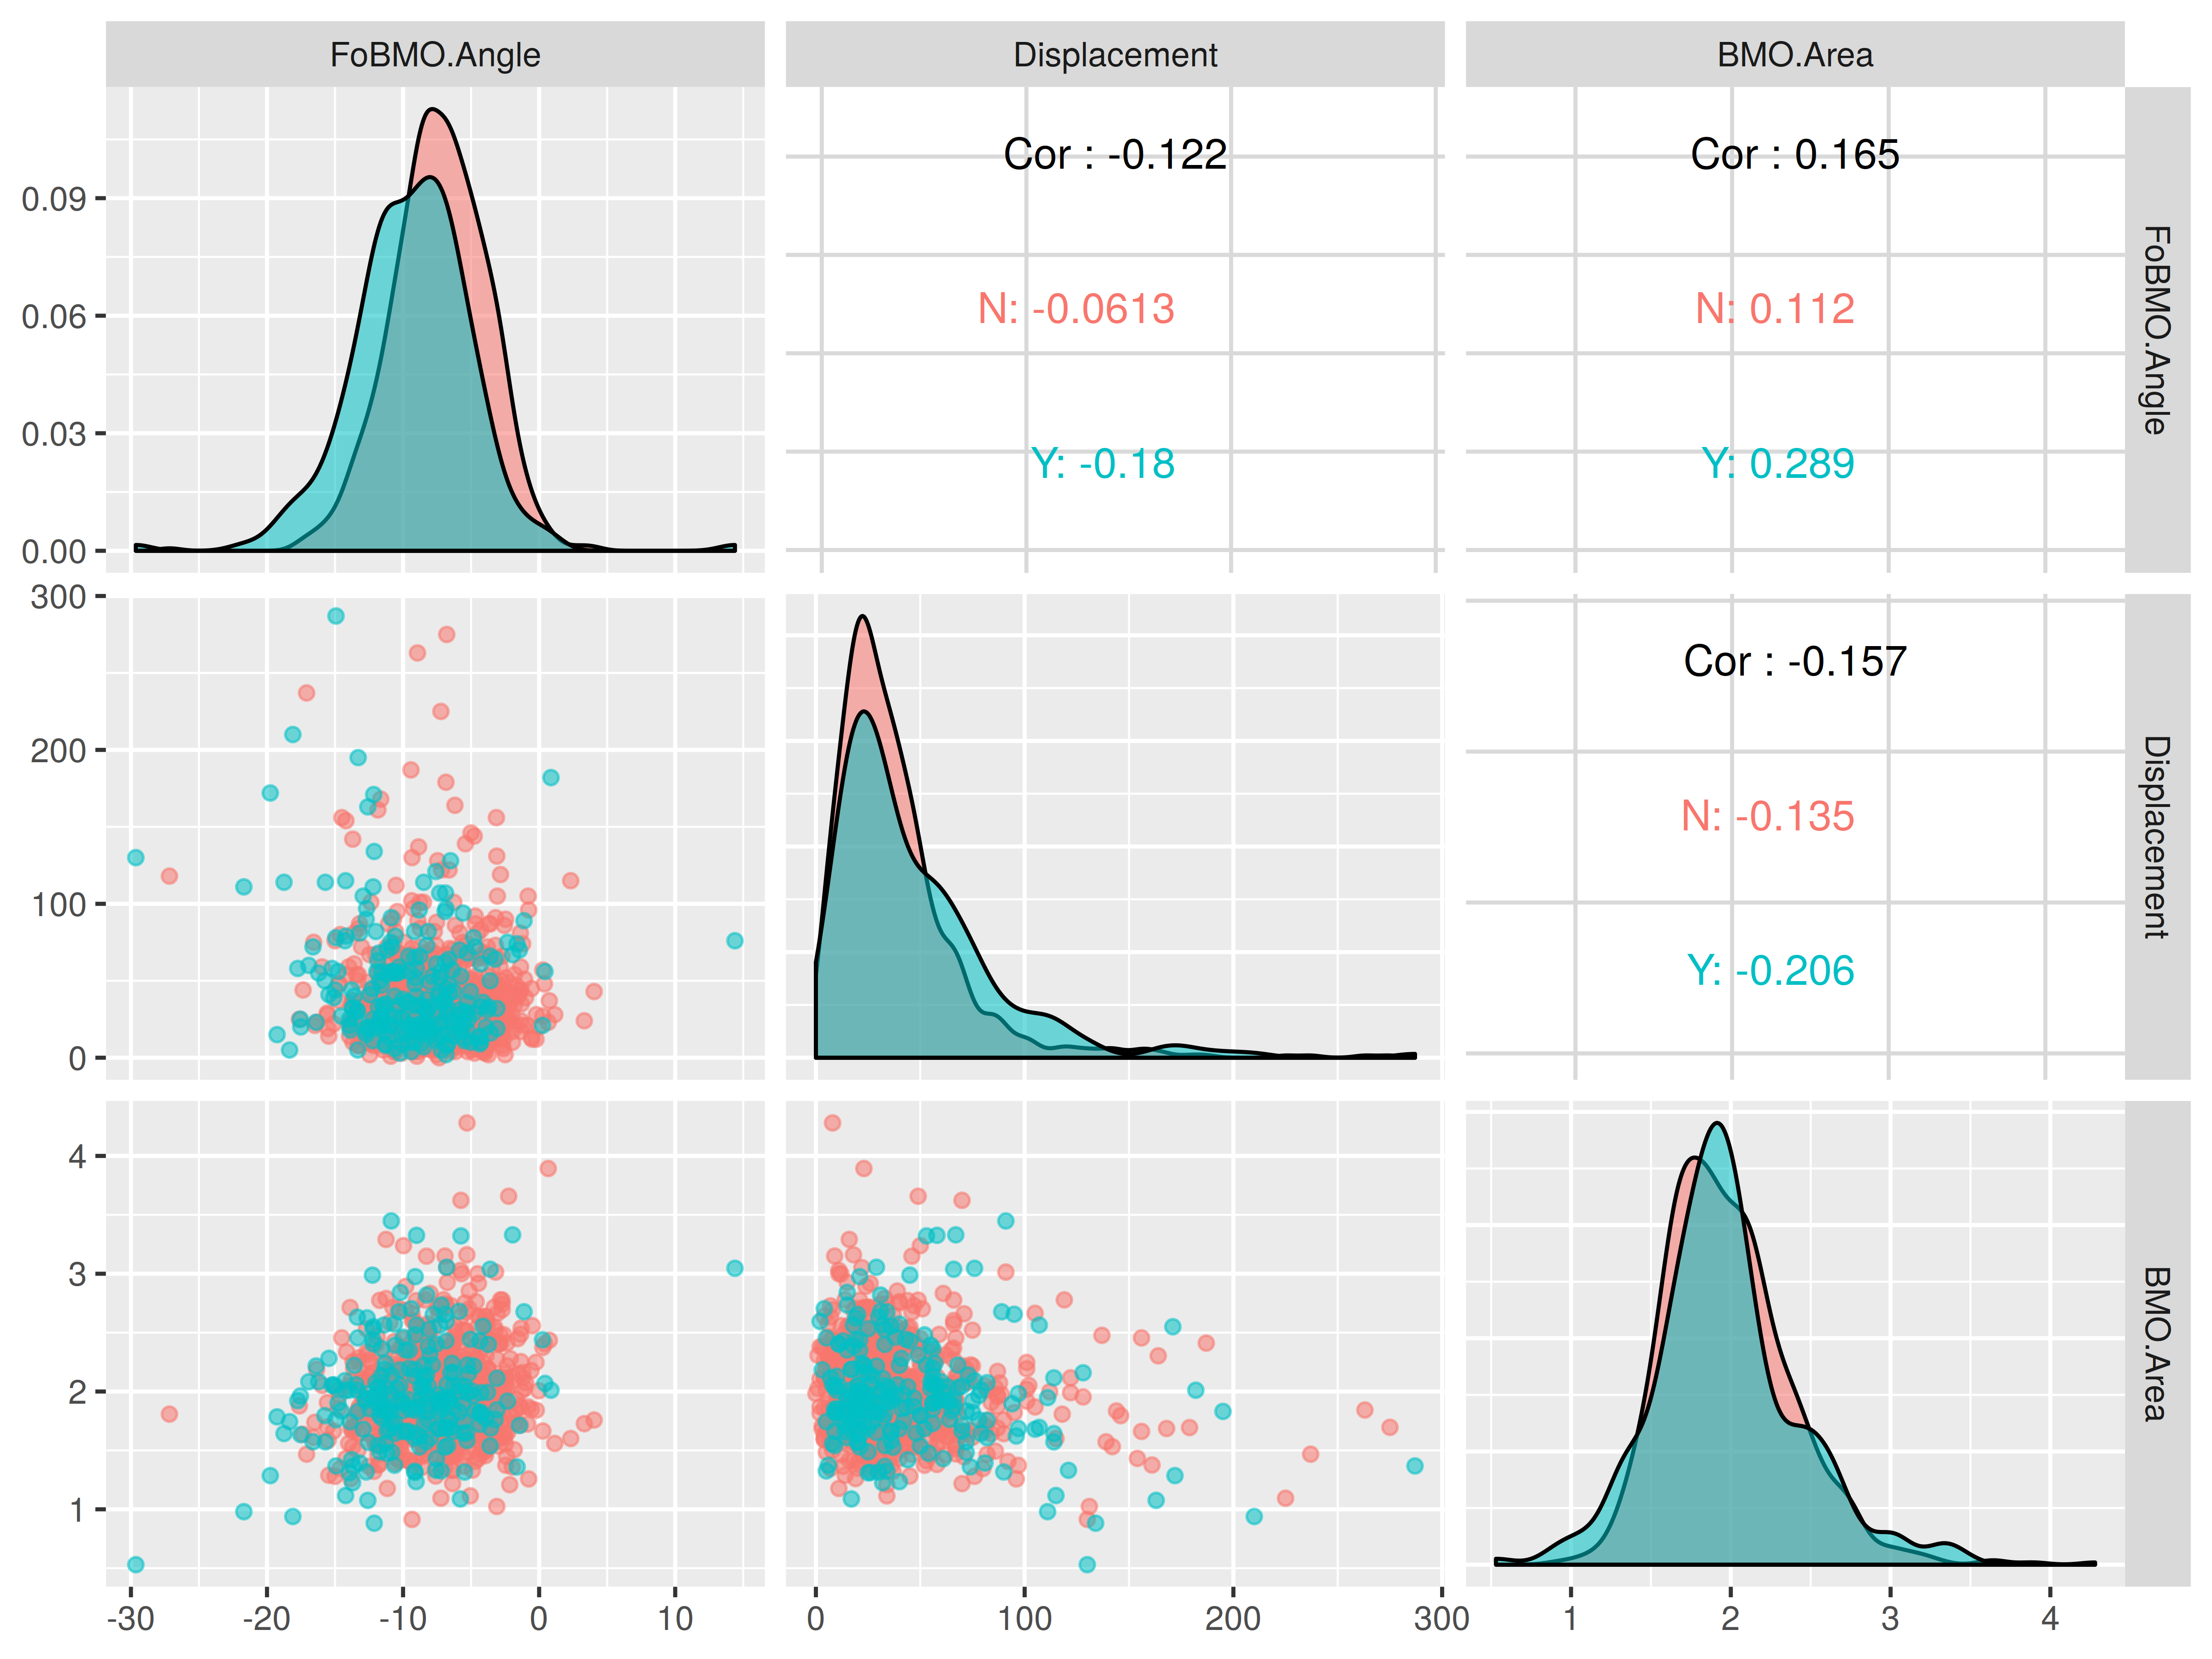 FoBMO.Angle
Displacement
BMO.Area
0.09
0.06
0.03
0.00
Cor : -0.122
N: -0.0613
Y: -0.18
Cor : 0.165
N: 0.112
Y: 0.289
FoBMO.Angle
300
200
100
0
Cor : -0.157
N: -0.135
Y: -0.206
Displacement
4
3
2
1
BMO.Area
-30 -20 -10 0 10
0 100 200 300
1 2 3 4